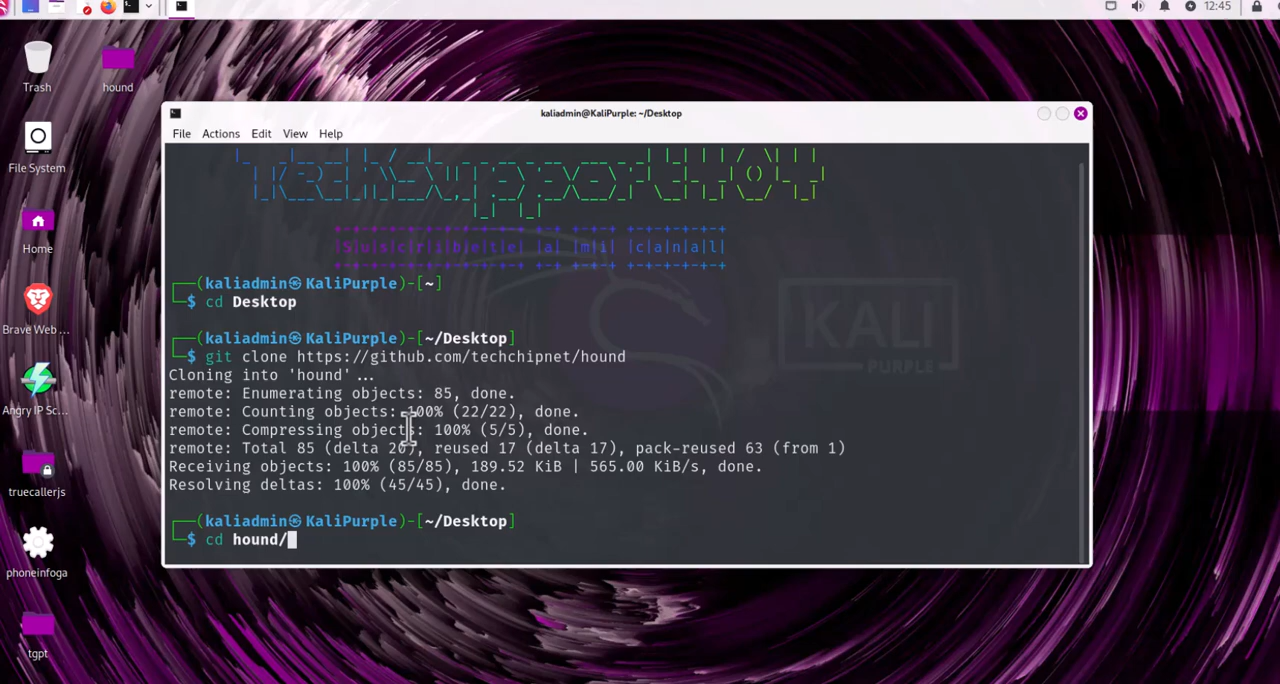 12:45
Trash
hound
File System
Home
Brave Web ...
Angry IP Sc...
truecallerjs
phoneinfoga
tgpt
kaliadmin@KaliPurple: ~/Desktop
File Actions Edit View Help
|S|u|s|c|r|i|b|e|t|e| |a| |m|i| |c|a|n|a|l|
┌──(kaliadmin㉿KaliPurple)-[~]
└─$ cd Desktop
┌──(kaliadmin㉿KaliPurple)-[~/Desktop]
└─$ git clone https://github.com/techchipnet/hound
Cloning into 'hound'...
remote: Enumerating objects: 85, done.
remote: Counting objects: 100% (22/22), done.
remote: Compressing objects: 100% (5/5), done.
remote: Total 85 (delta 20), reused 17 (delta 17), pack-reused 63 (from 1)
Receiving objects: 100% (85/85), 189.52 KiB | 565.00 KiB/s, done.
Resolving deltas: 100% (45/45), done.
┌──(kaliadmin㉿KaliPurple)-[~/Desktop]
└─$ cd hound/
KALI
PURPLE